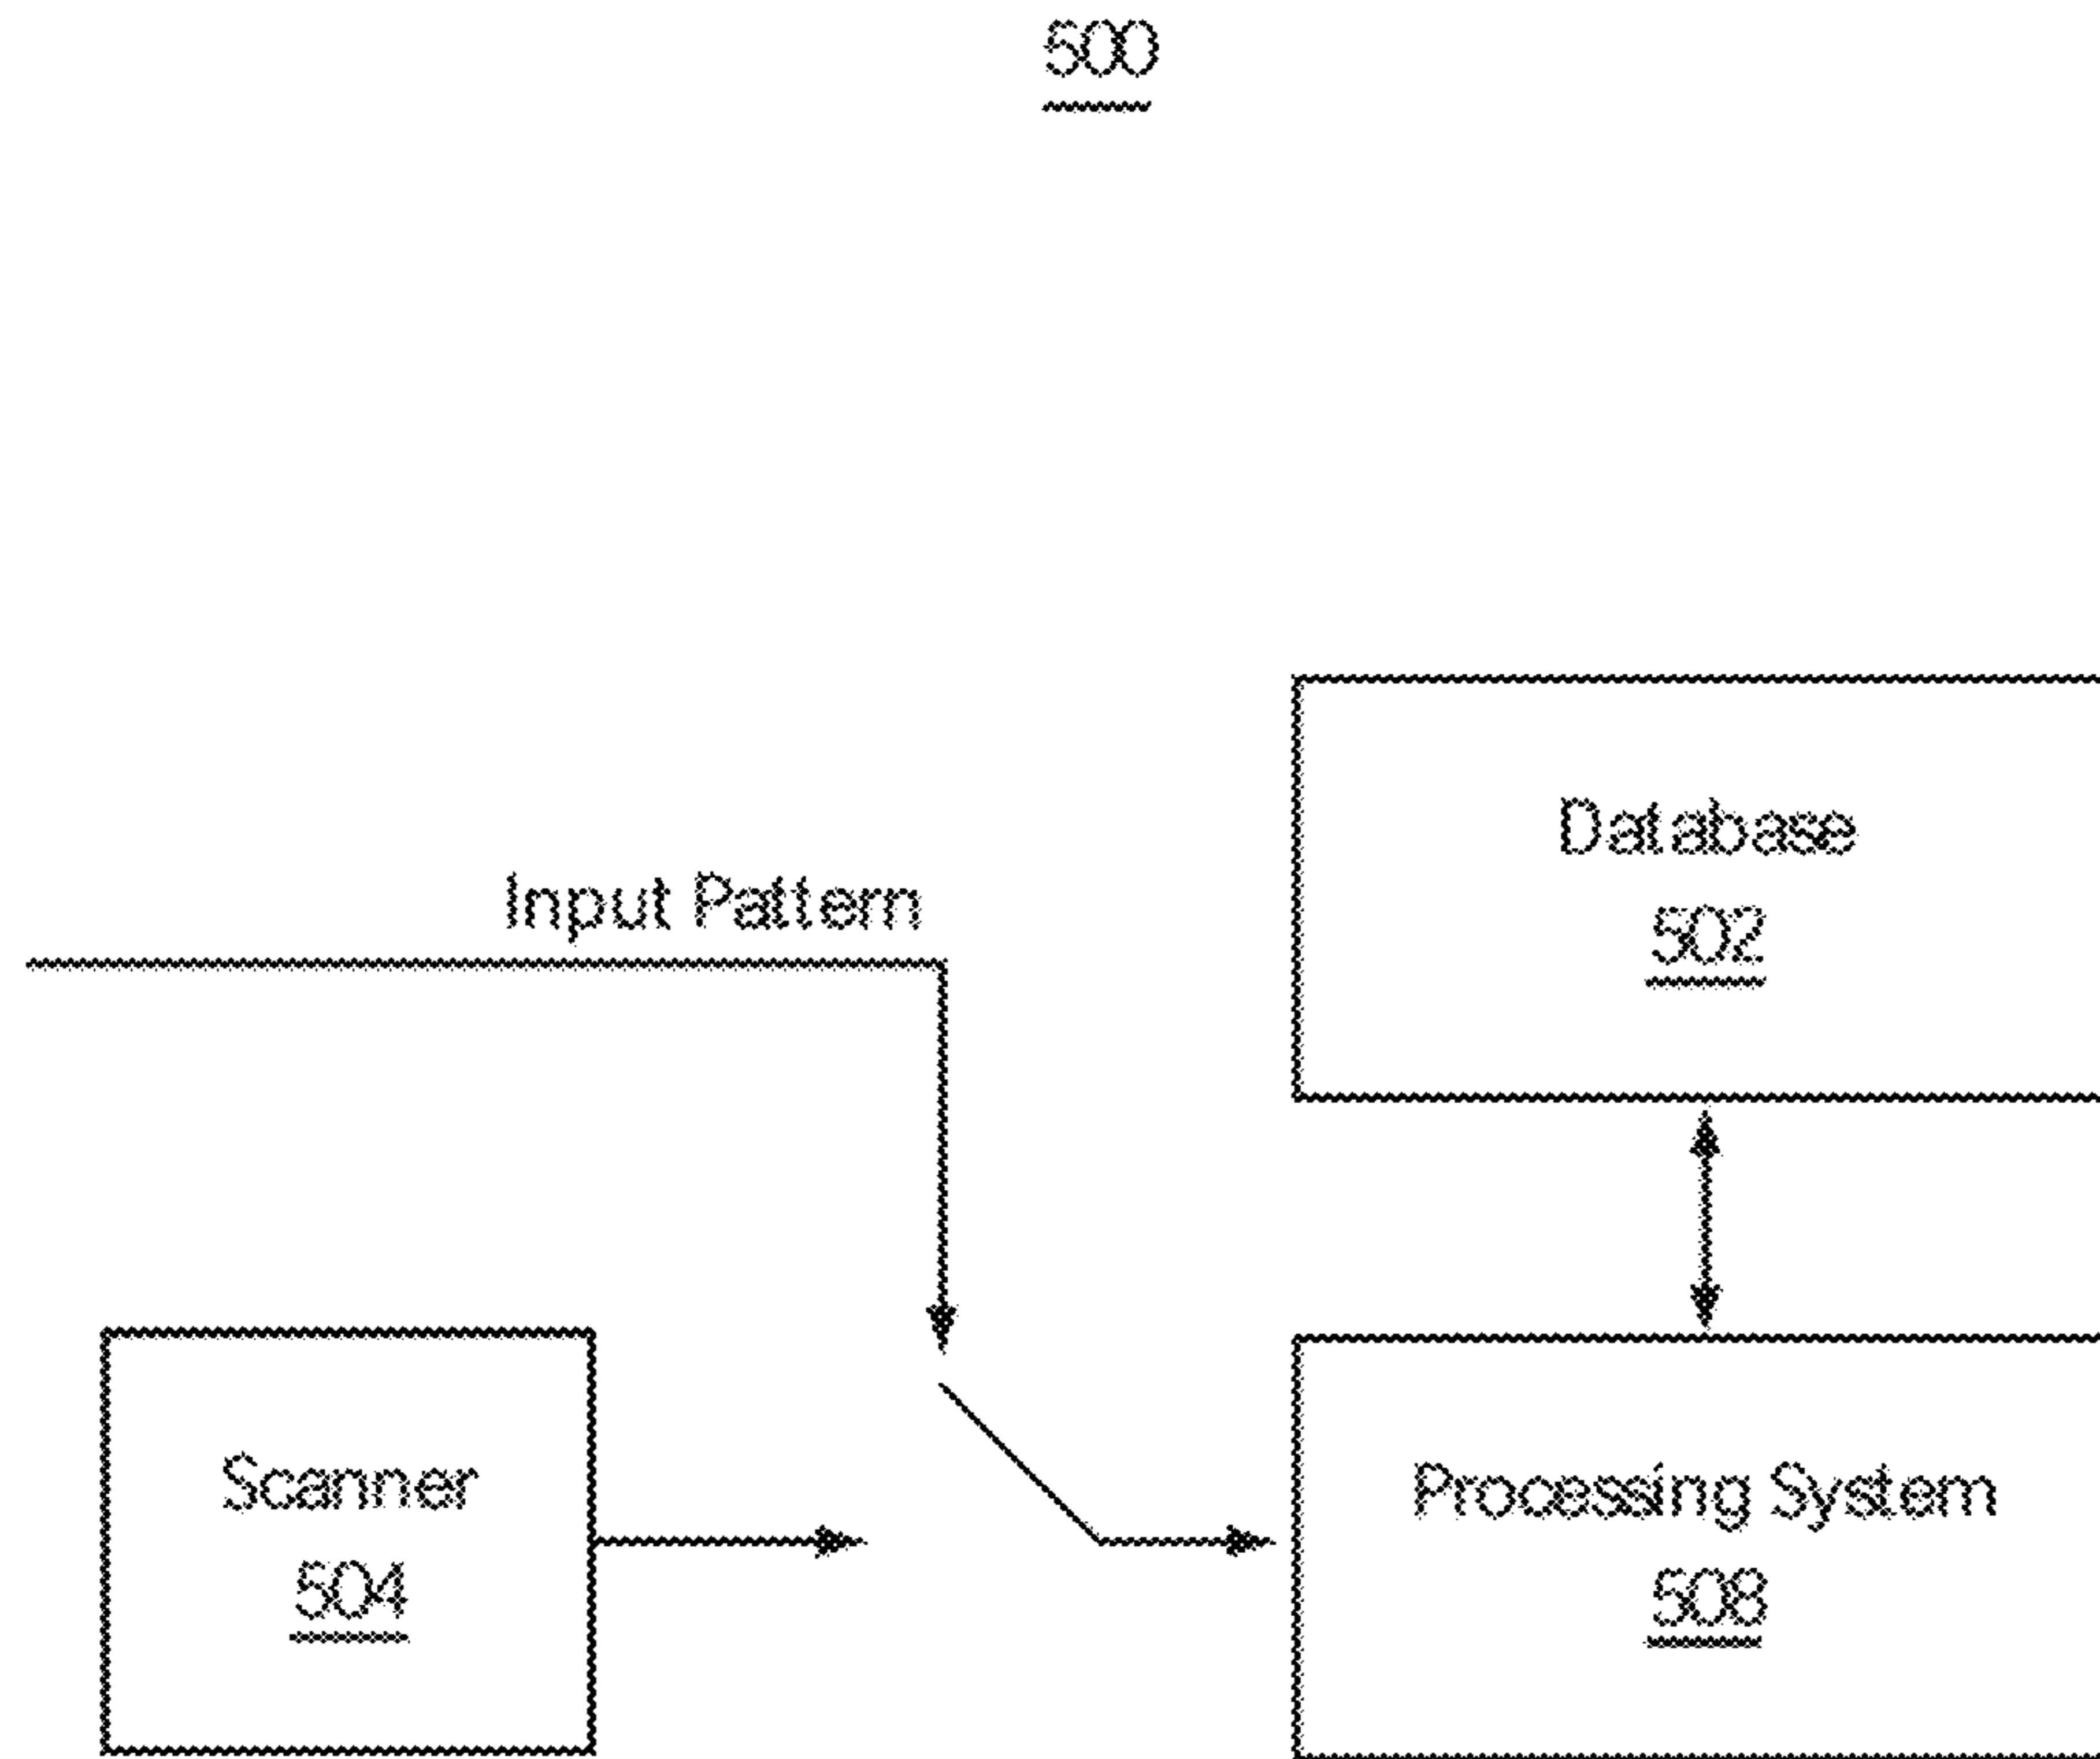 500
Database
502
Input Pattern
Scanner
504
Processing System
508